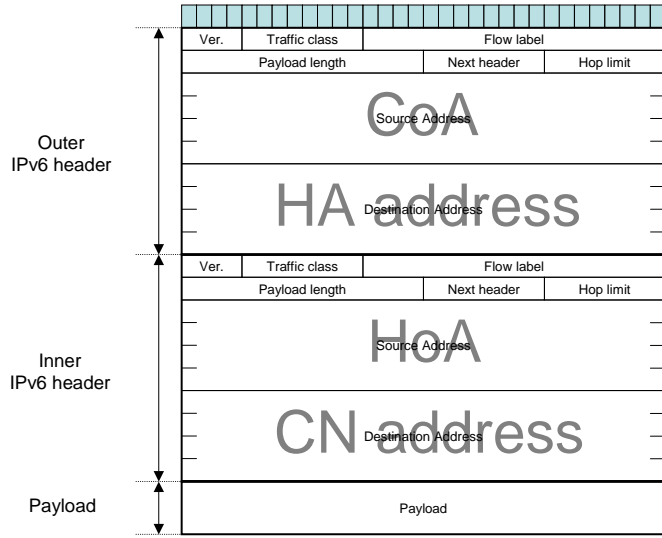 Ver. Traffic class Flow label
Payload length Next header Hop limit
CoA
Source Address
Outer
IPv6 header
HA address
Destination Address
Ver. Traffic class Flow label
Payload length Next header Hop limit
HoA
Source Address
Inner
IPv6 header
CN address
Destination Address
Payload Payload